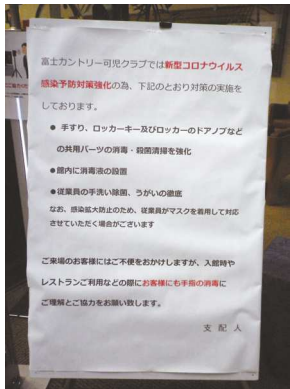 富士カントリー可児クラブでは新型コロナウイルス
感染予防対策強化の為、下記のとおり対策の実施を
しております。
● 手すり、ロッカーキー及びロッカーのドアノブなど
の共用パーツの消毒・殺菌清掃を強化
●館内に消毒液の設置
●従業員の手洗い除菌、うがいの徹底
なお、感染拡大防止のため、従業員がマスクを着用して対応
させていただく場合がございます
ご来場のお客様にはご不便をおかけしますが、入館時や
レストランご利用などの際にお客様にも手指の消毒に
ご理解とご協力をお願い致します。
支 配 人